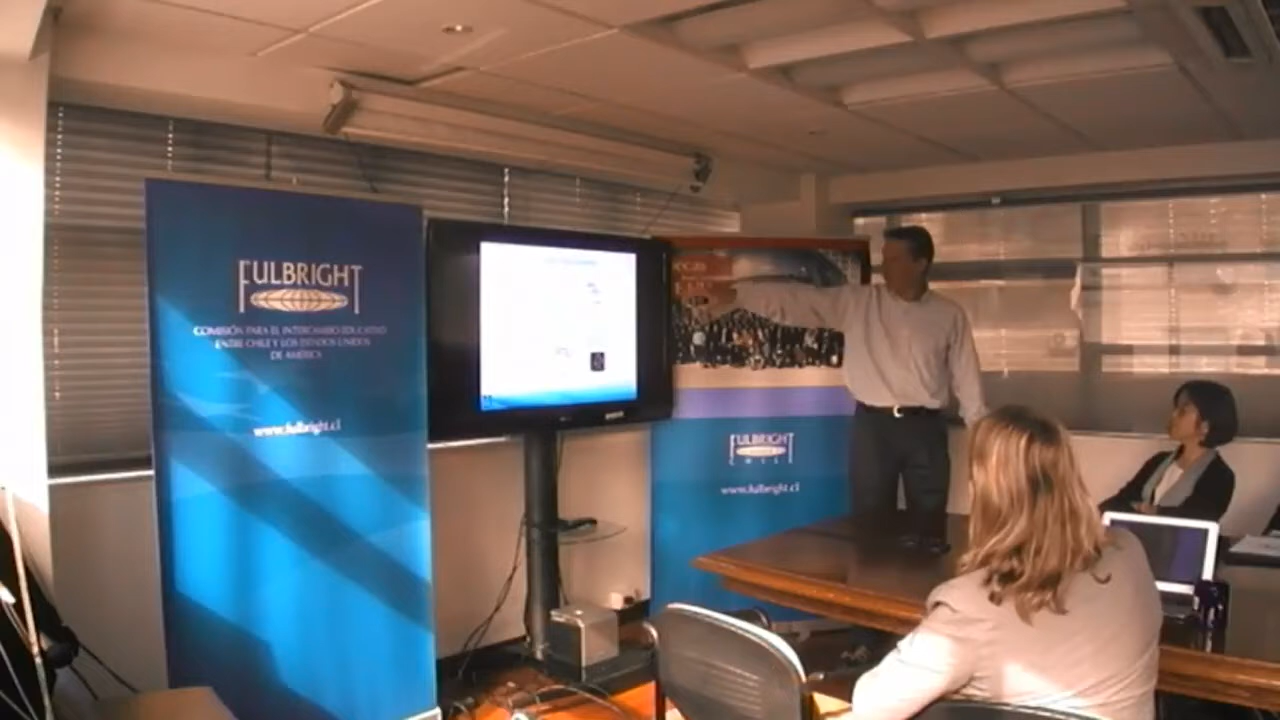 FULBRIGHT
COMISIÓN PARA EL INTERCAMBIO EDUCATIVO
ENTRE CHILE Y LOS ESTADOS UNIDOS
DE AMÉRICA
www.fulbright.cl
FULBRIGHT
CHILE
www.fulbright.cl